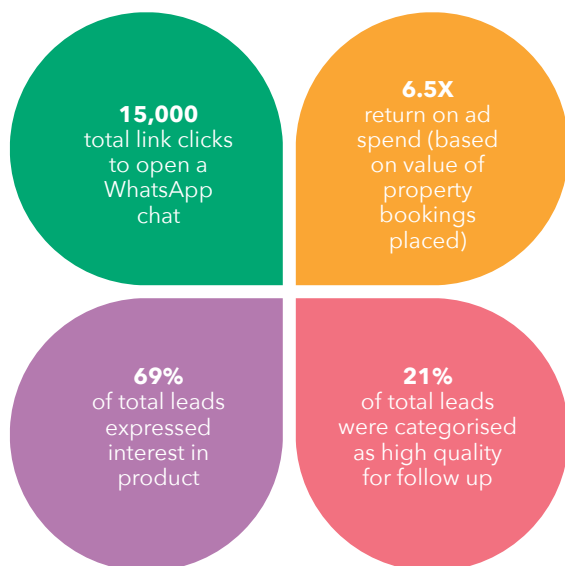 15,000
total link clicks
to open a
WhatsApp
chat
6.5X
return on ad
spend (based
on value of
property
bookings
placed)
69%
of total leads
expressed
interest in
product
21%
of total leads
were categorised
as high quality
for follow up